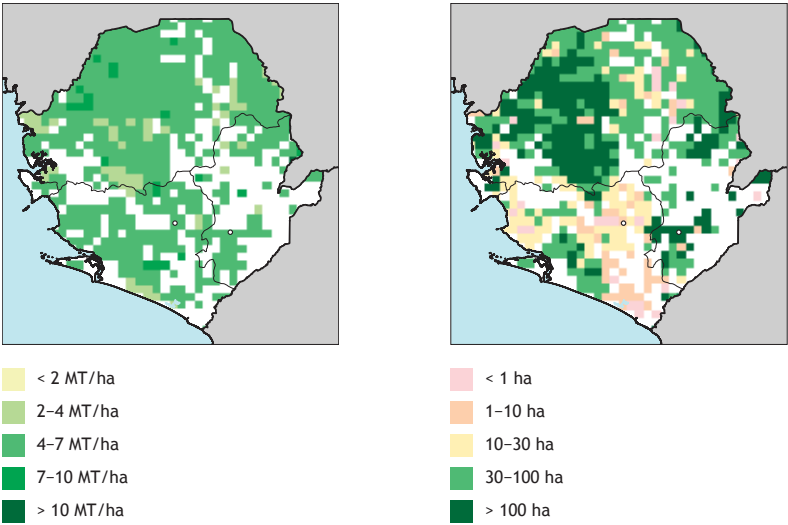 < 2 MT/ha
2–4 MT/ha
4–7 MT/ha
7–10 MT/ha
> 10 MT/ha
< 1 ha
1–10 ha
10–30 ha
30–100 ha
> 100 ha